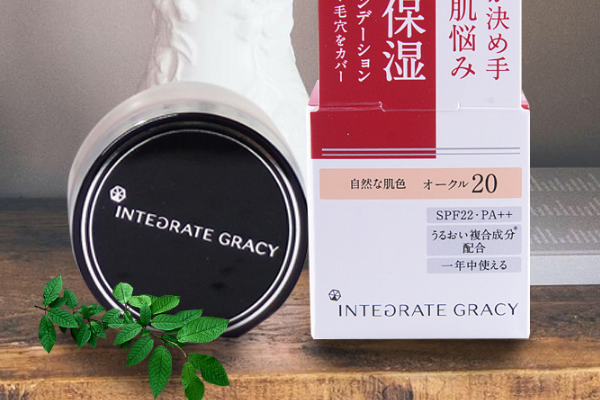 INTEGRATE GRACY
決め手
肌悩み
保湿
ンデーション
毛穴をカバー
自然な肌色 オークル20
SPF22・PA++
うるおい複合成分*
配合
一年中使える
INTEGRATE GRACY